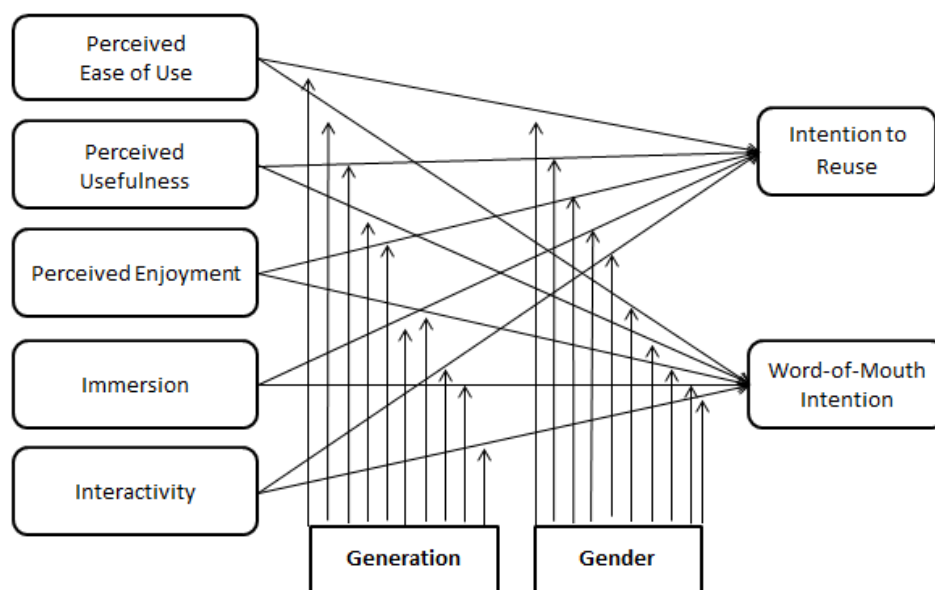 Perceived
Ease of Use
Perceived
Usefulness
Perceived Enjoyment
Immersion
Interactivity
Intention to
Reuse
Word-of-Mouth
Intention
Generation
Gender